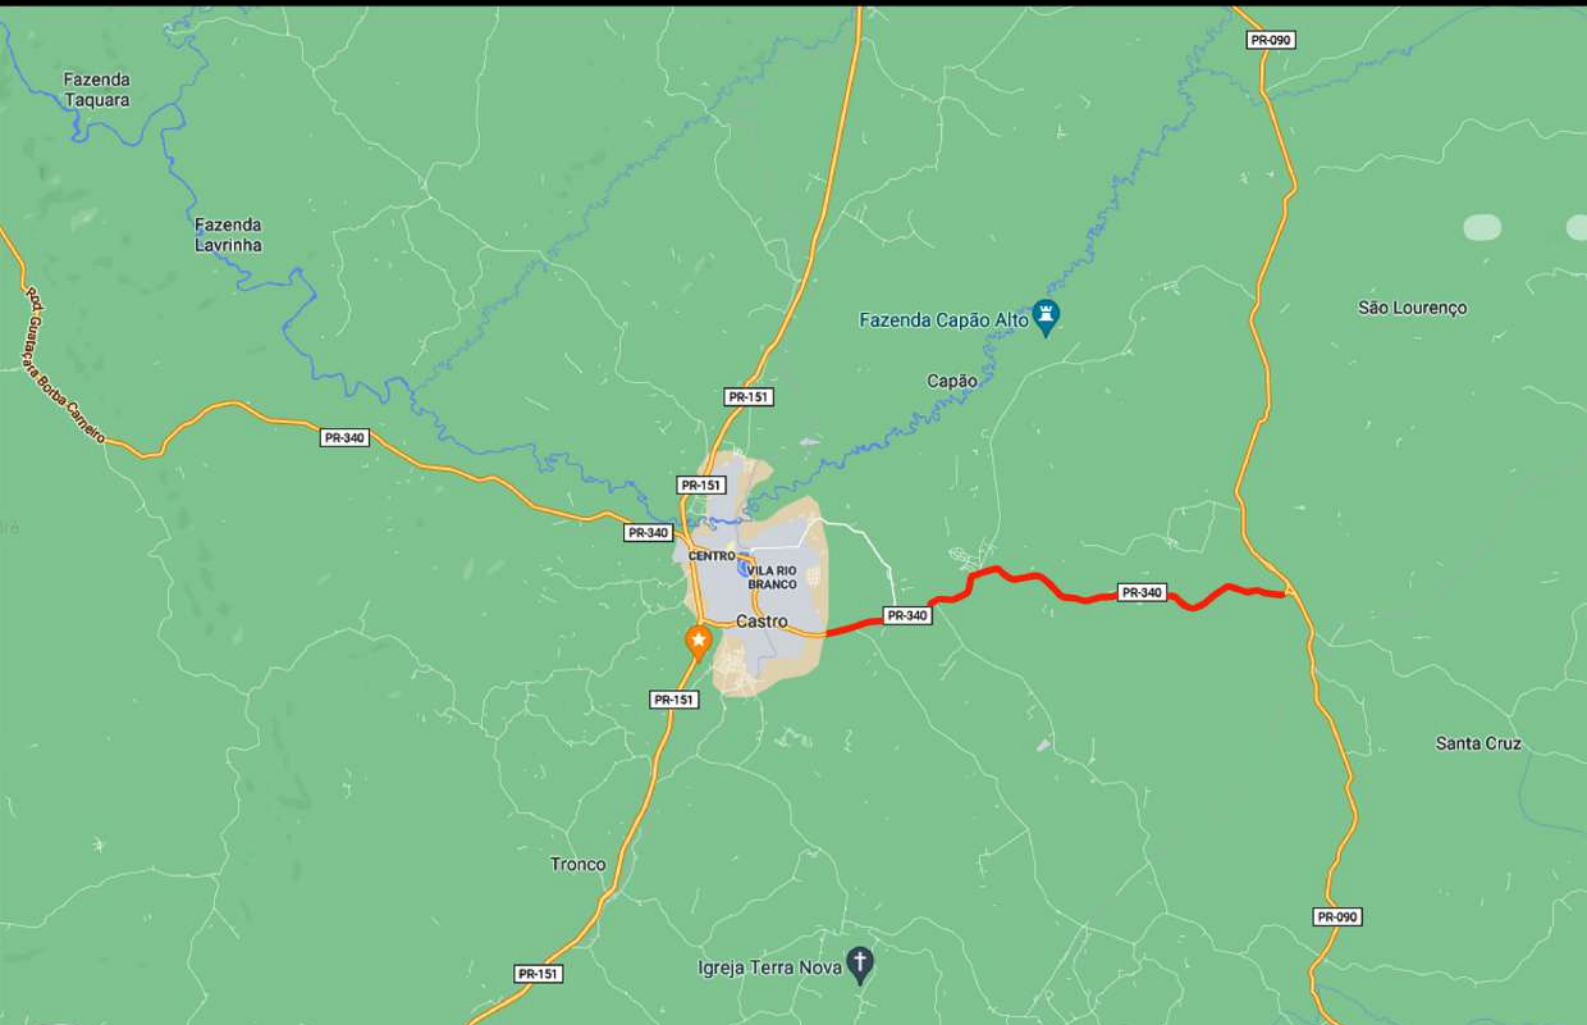 PR-090
Fazenda
Taquara
Fazenda
Lavrinha
Rod. Guataçara Borba Carneiro
São Lourenço
Fazenda Capão Alto
Capão
PR-151
PR-340
PR-151
PR-340
CENTRO
VILA RIO
BRANCO
PR-340
PR-340
Castro
PR-151
Santa Cruz
Tronco
PR-090
Igreja Terra Nova
PR-151